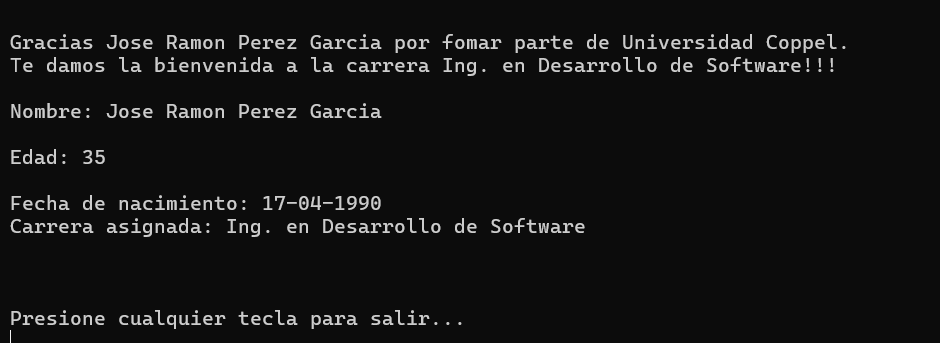 Gracias Jose Ramon Perez Garcia por fomar parte de Universidad Coppel.
Te damos la bienvenida a la carrera Ing. en Desarrollo de Software!!!
Nombre: Jose Ramon Perez Garcia
Edad: 35
Fecha de nacimiento: 17-04-1990
Carrera asignada: Ing. en Desarrollo de Software
Presione cualquier tecla para salir...